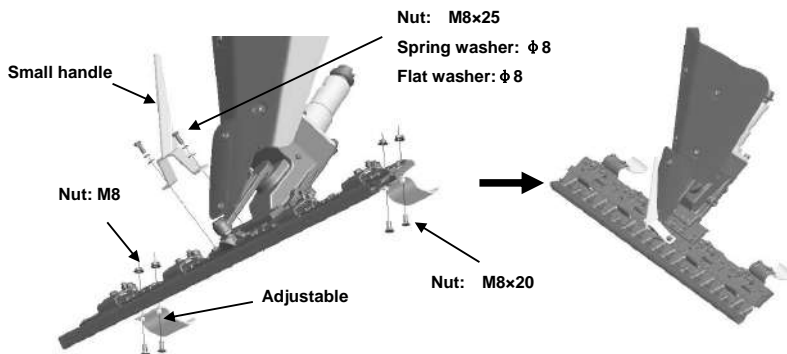 Nut: M8×25
Spring washer: Φ8
Flat washer: Φ8
Small handle
Nut: M8
Nut: M8×20
Adjustable